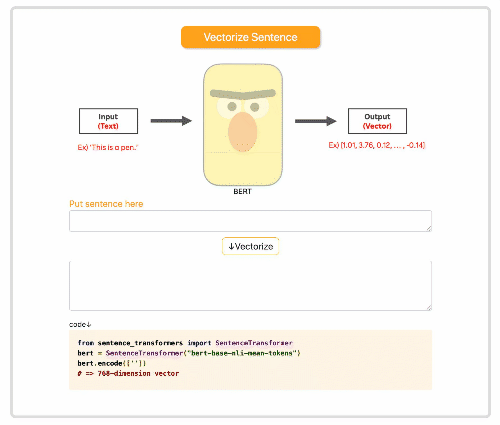 Vectorize Sentence
Input
(Text)
Ex) 'This is a pen.'
BERT
Output
(Vector)
Ex) [1.01, 3.76, 0.12, ... , -0.14]
Put sentence here
↓Vectorize
code↓
from sentence_transformers import SentenceTransformer
bert = SentenceTransformer("bert-base-nli-mean-tokens")
bert.encode([''])
# => 768-dimension vector